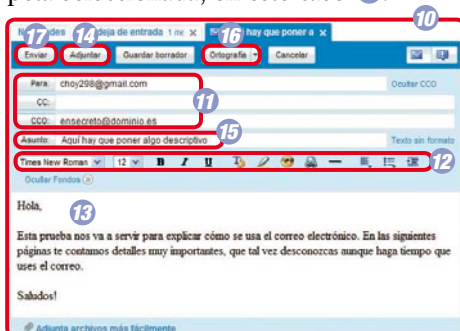 10
Bandeja de entrada 1 me x hay que poner a x
17 14 16
Enviar Adjuntar Guardar borrador Ortografía Cancelar
Para: choy298@gmail.com Ocultar CCO
CC: 11
CCO: ensecreto@dominio.es
15
Asunto: Aquí hay que poner algo descriptivo Texto sin formato
Times New Roman 12 B I U T 12
Ocultar Fondos
Hola, 13
Esta prueba nos va a servir para explicar cómo se usa el correo electrónico. En las siguientes
páginas te contamos detalles muy importantes, que tal vez desconozcas aunque haga tiempo que
uses el correo.
Saludos!
Adjunta archivos más fácilmente